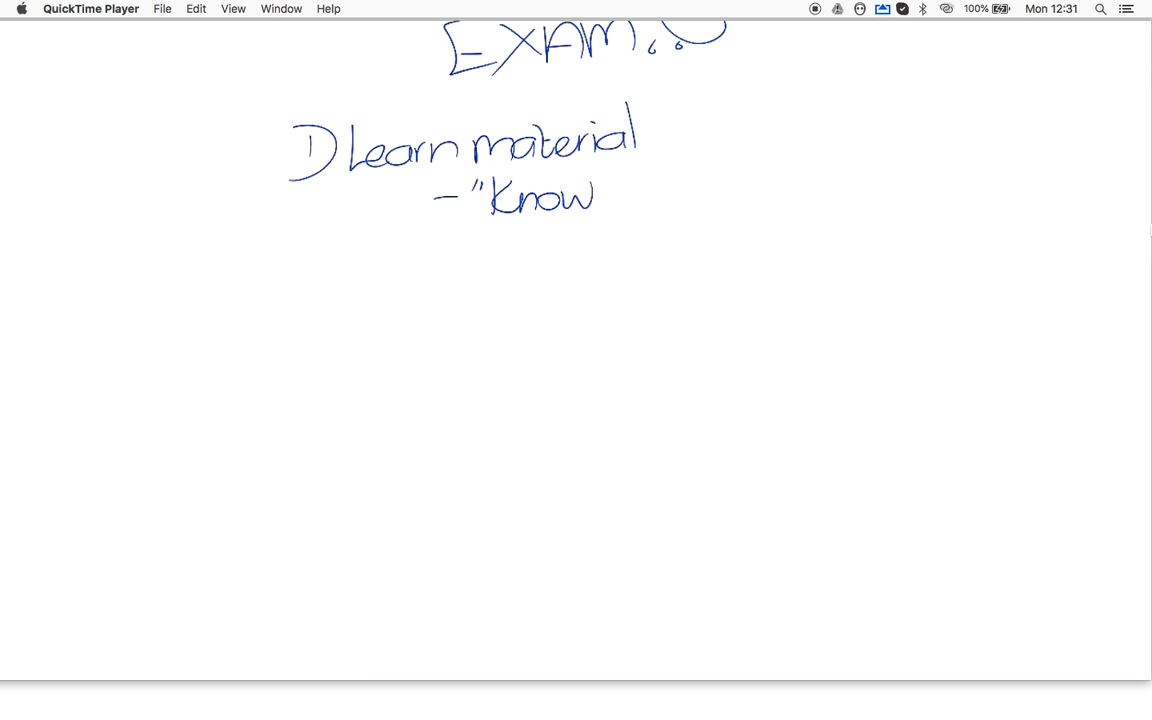 QuickTime Player File Edit View Window Help 100% Mon 12:31
EXAM.
1) Learn material
- "Know